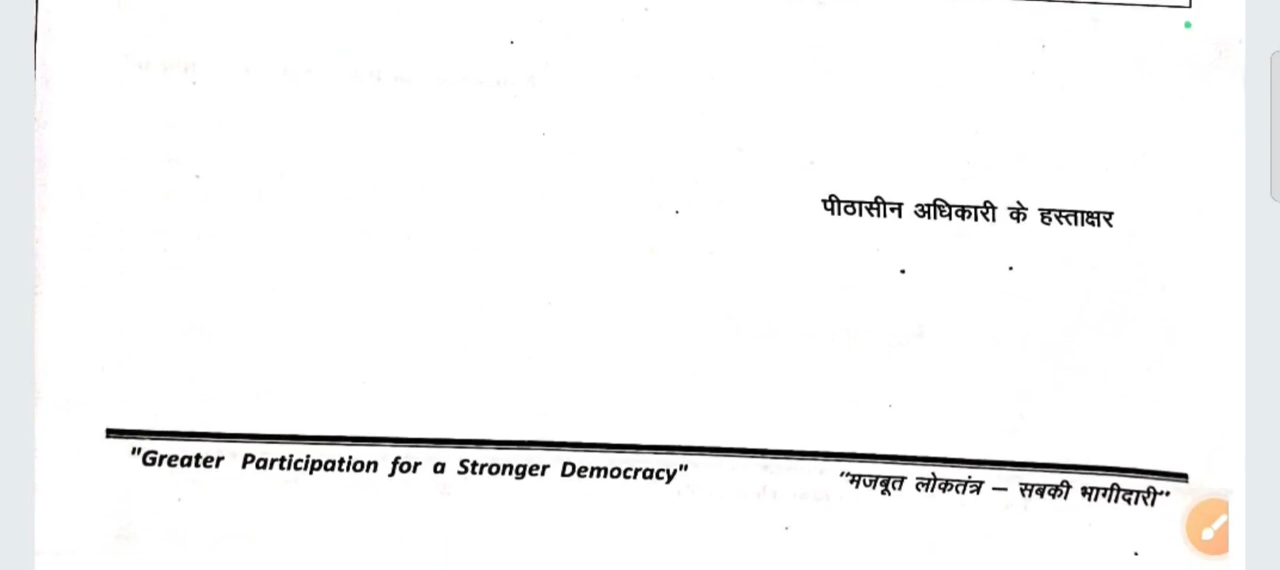 पीठासीन अधिकारी के हस्ताक्षर
"Greater Participation for a Stronger Democracy"
“मजबूत लोकतंत्र – सबकी भागीदारी”